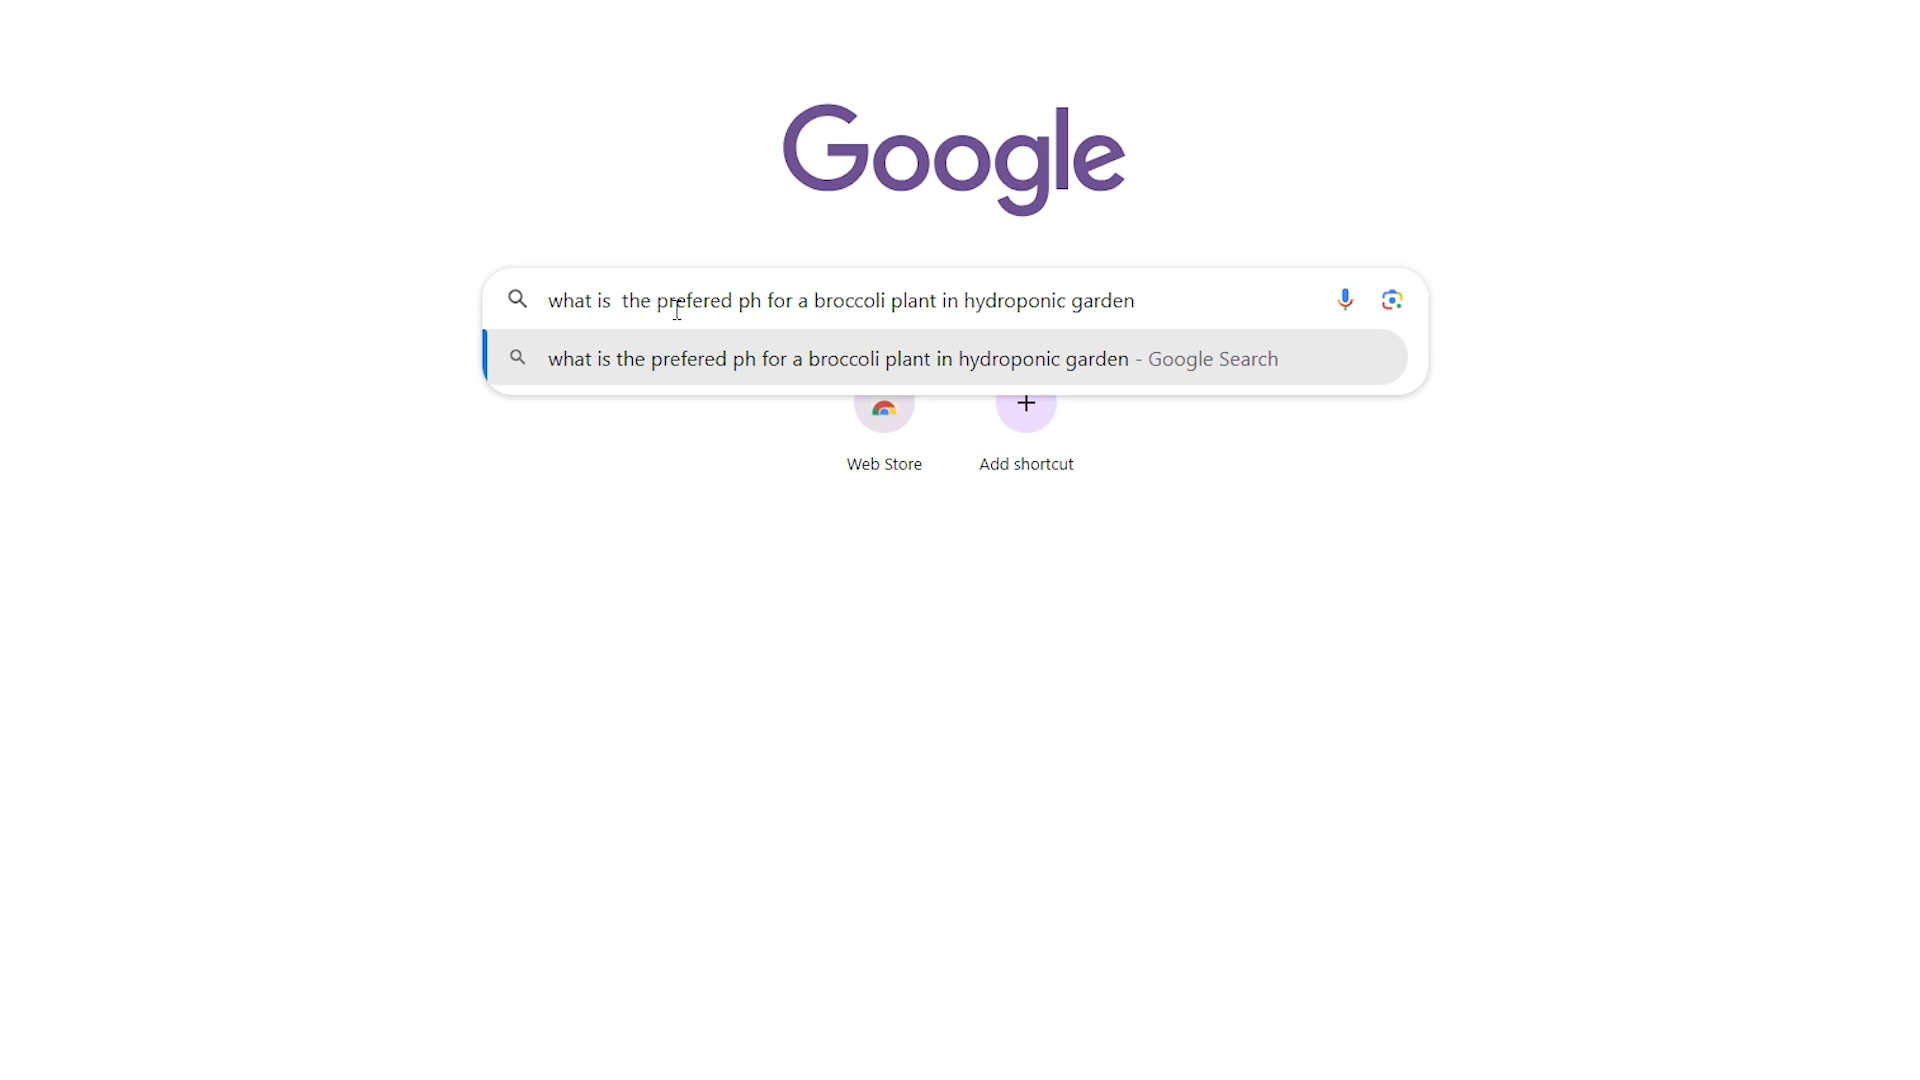 Google
what is  the prefered ph for a broccoli plant in hydroponic garden
what is the prefered ph for a broccoli plant in hydroponic garden - Google Search
Web Store
Add shortcut